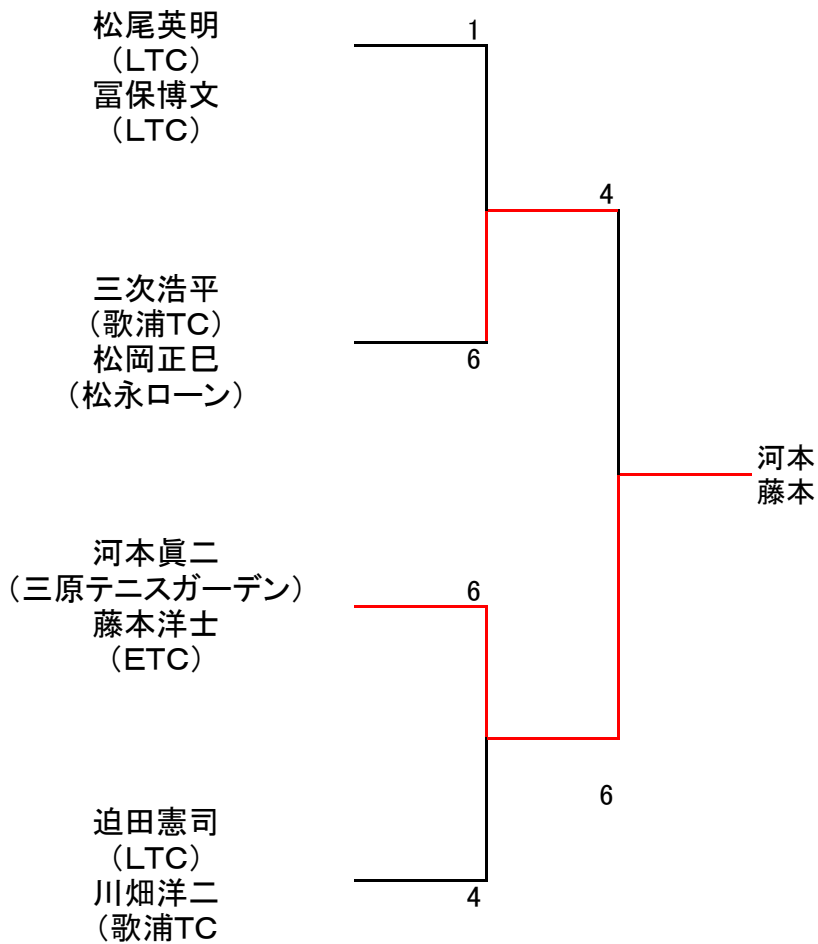 松尾英明
（LTC）
冨保博文
（LTC）
1
4
三次浩平
（歌浦TC）
松岡正巳
（松永ローン）
6
河本
藤本
河本眞二
（三原テニスガーデン）
藤本洋士
（ETC）
6
6
迫田憲司
（LTC）
川畑洋二
（歌浦TC
4